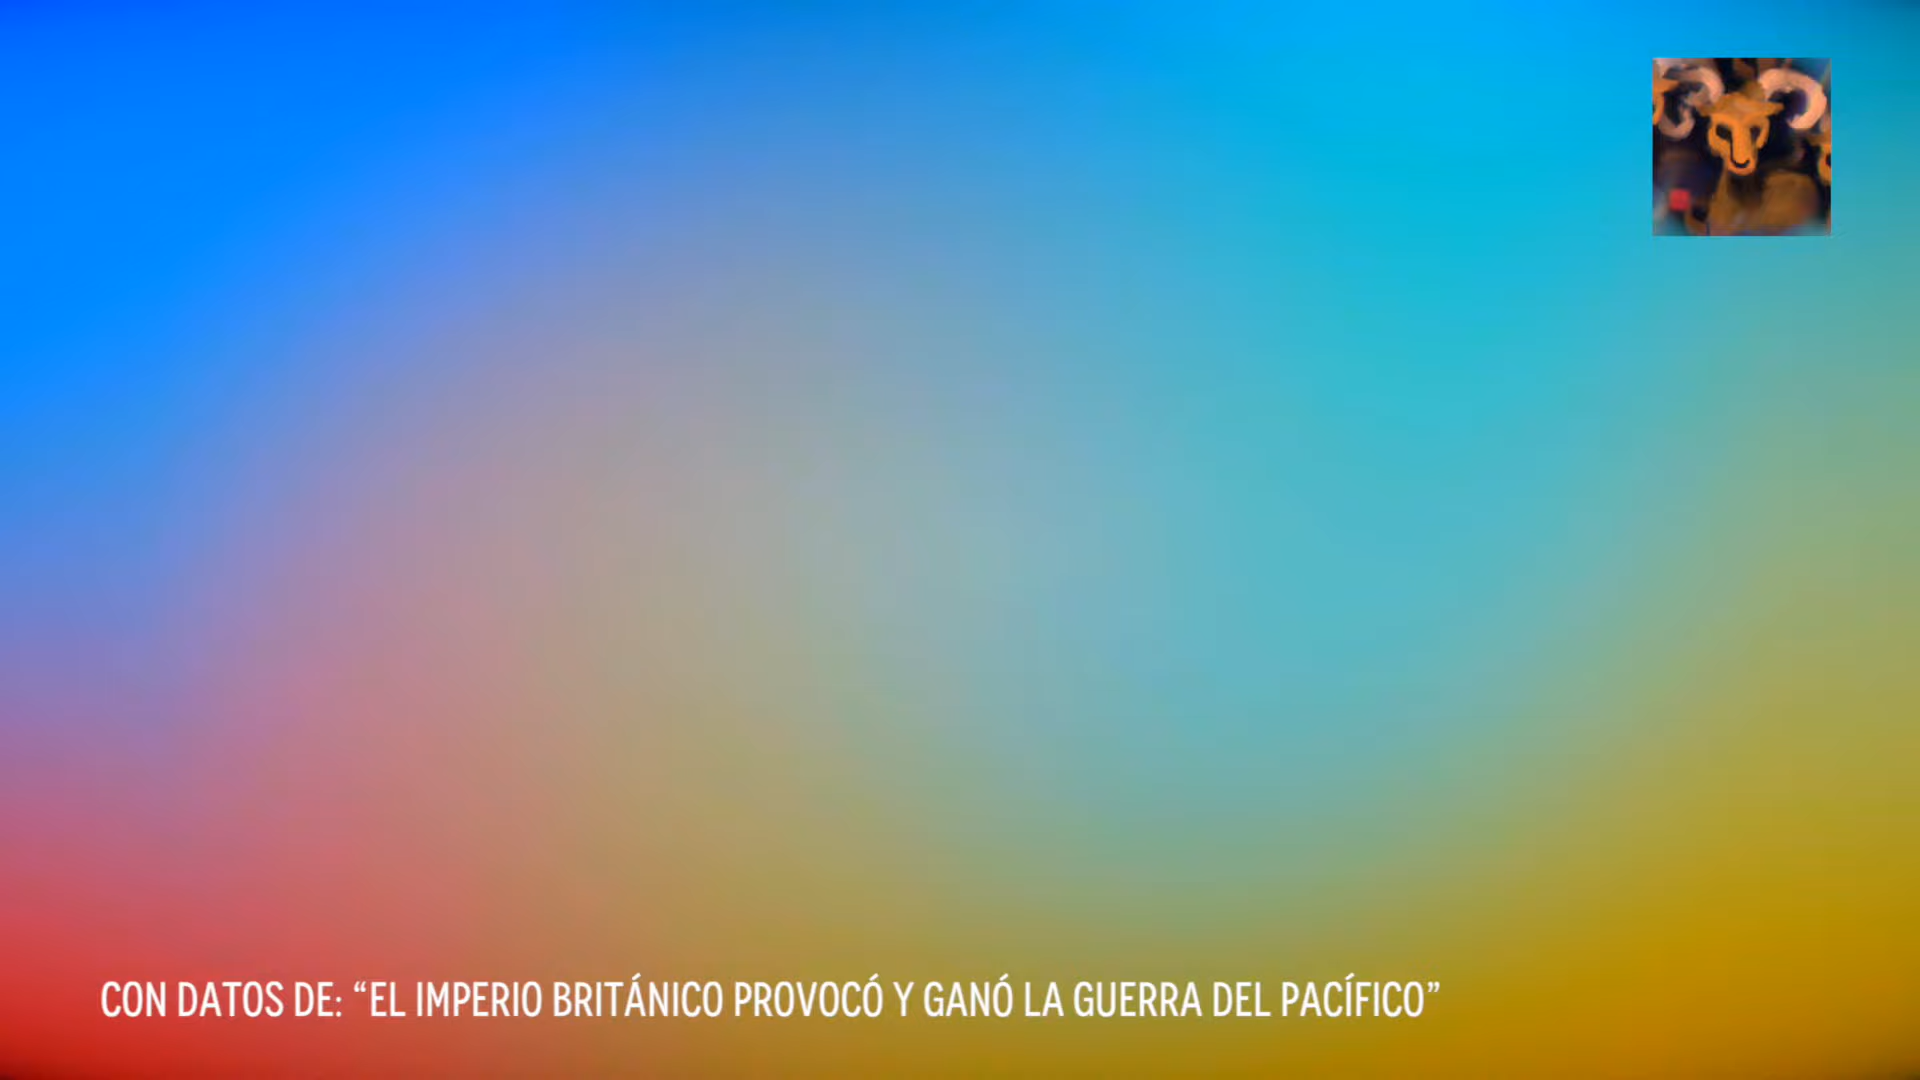 CON DATOS DE: “EL IMPERIO BRITÁNICO PROVOCÓ Y GANÓ LA GUERRA DEL PACÍFICO”